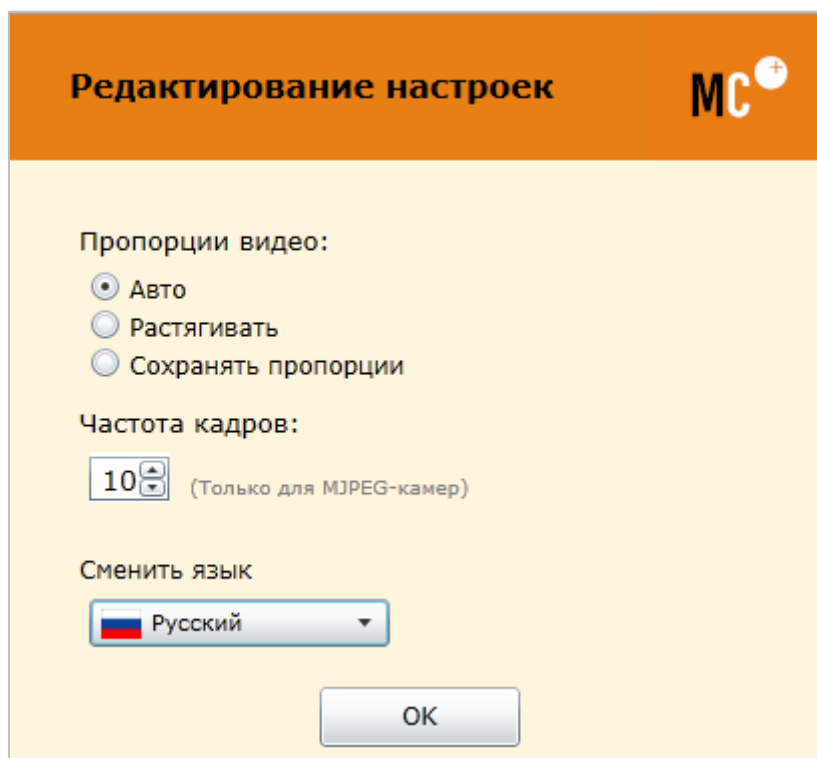 Редактирование настроек
MC+
Пропорции видео:
Авто
Растягивать
Сохранять пропорции
Частота кадров:
10 (Только для MJPEG-камер)
Сменить язык
Русский
OK